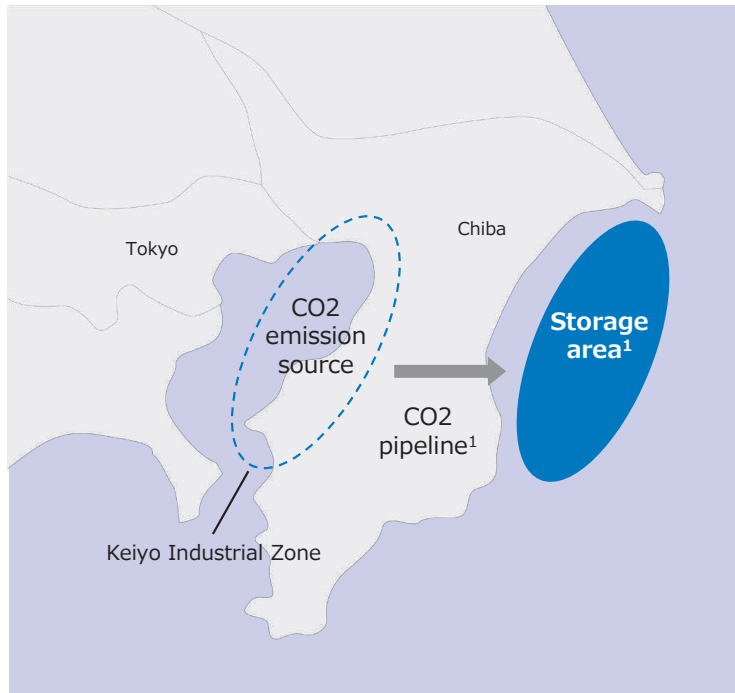 Tokyo
Chiba
CO2
emission
source
Storage
area¹
CO2
pipeline¹
Keiyo Industrial Zone